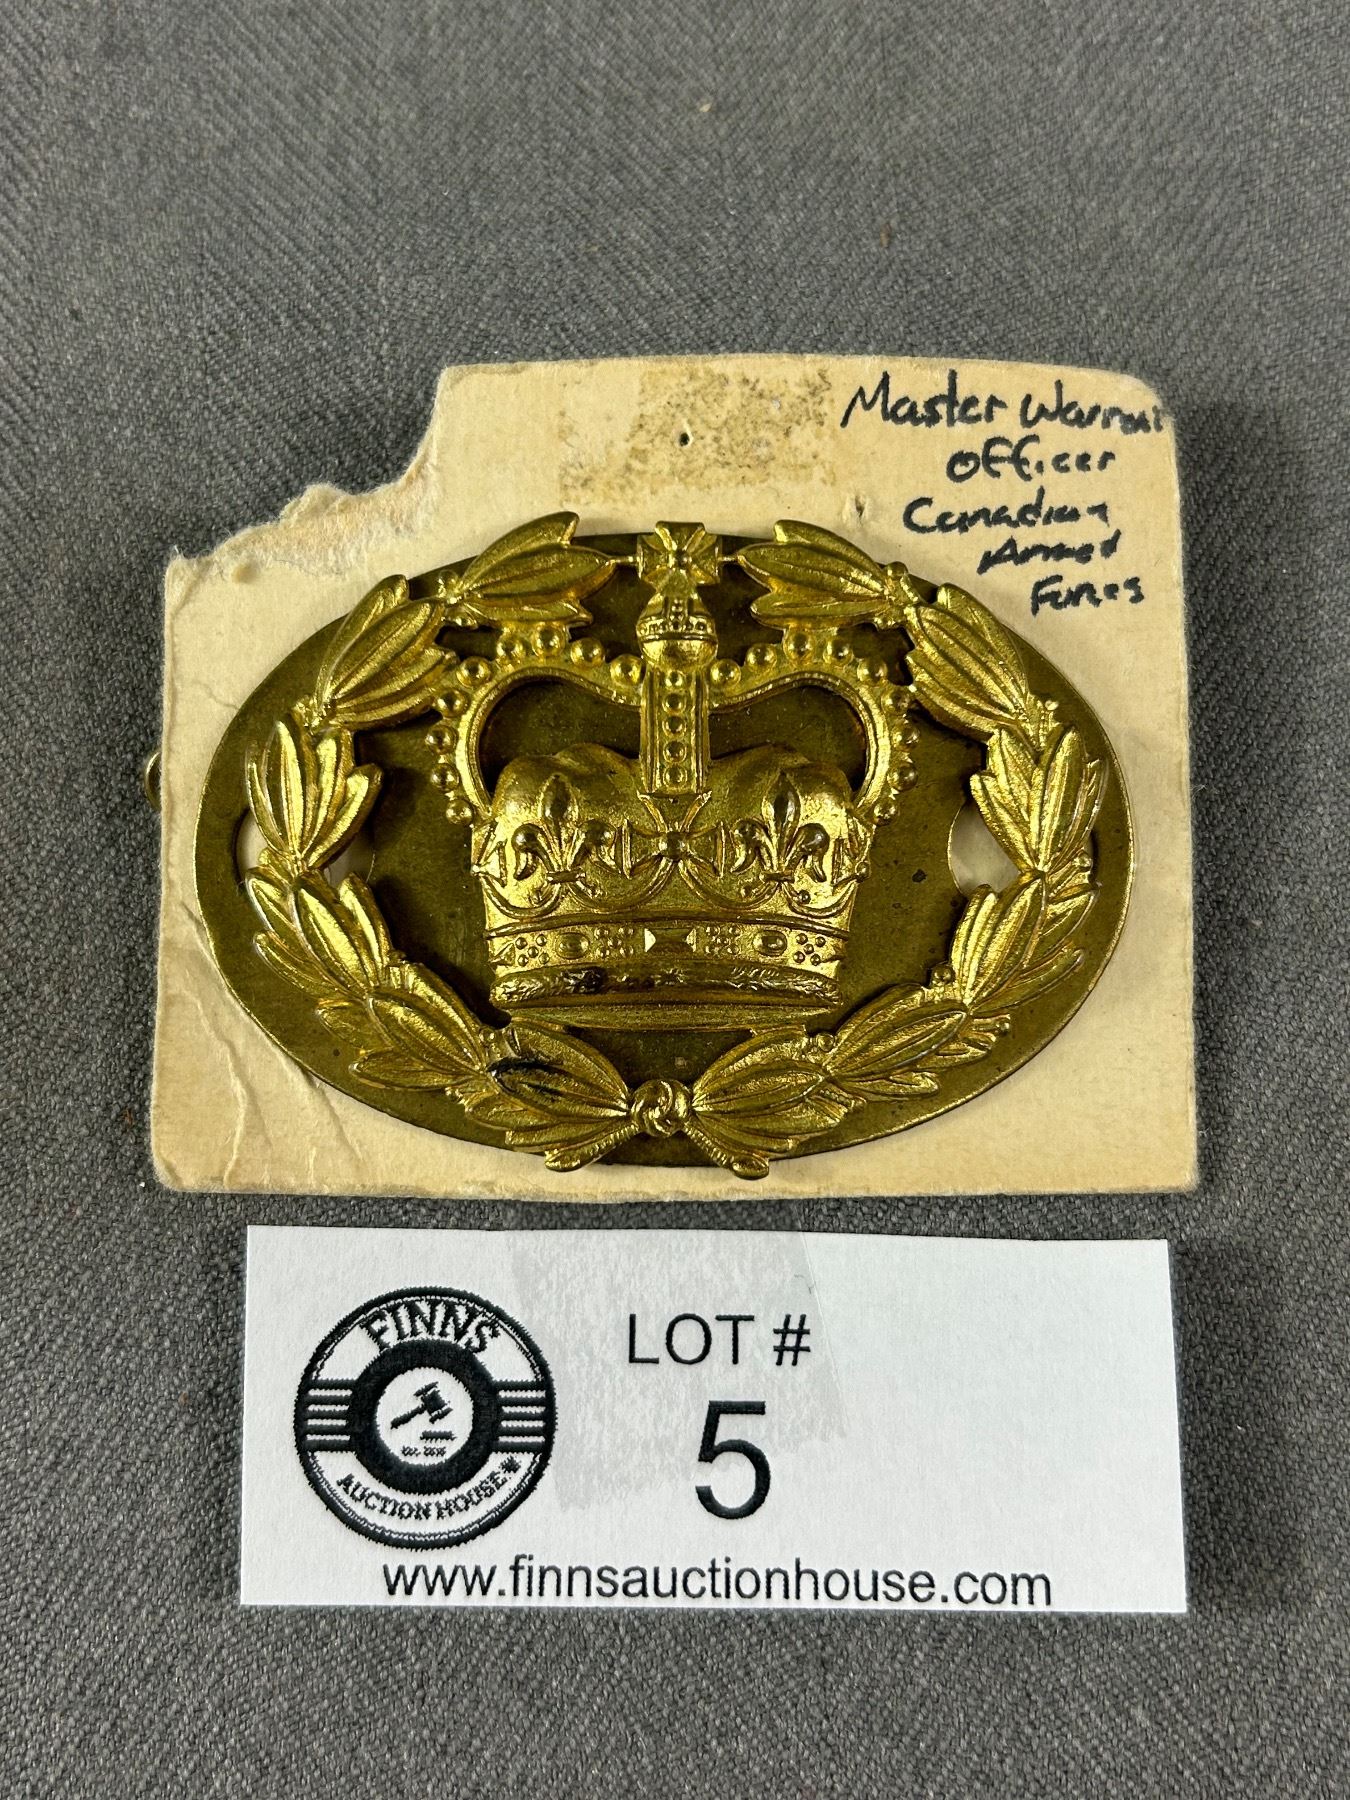 Master Warrant
Officer
Canadian
Armed
Forces
FINNS
AUCTION HOUSE
LOT #
5
www.finnsauctionhouse.com